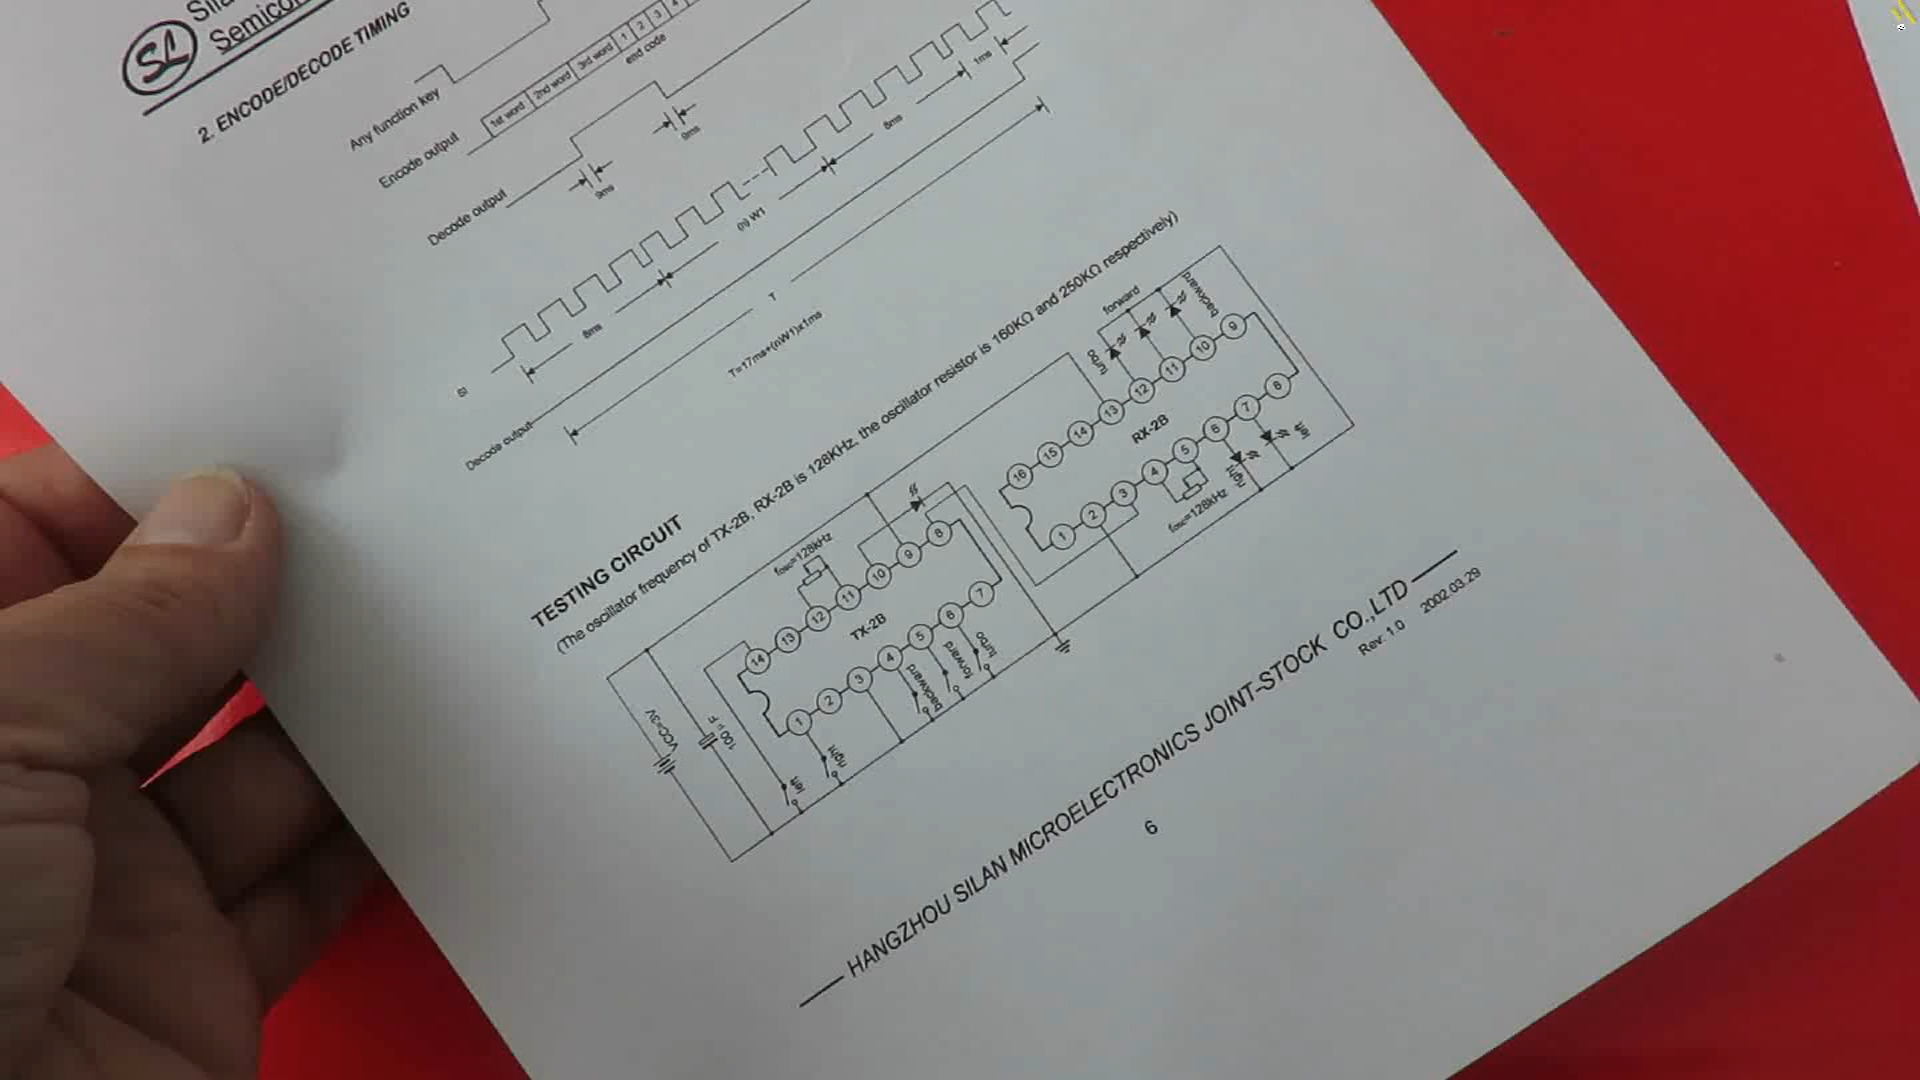 SL
Semicon
2. ENCODE/DECODE TIMING
Any function key
Encode output
1st word 2nd word 3rd word 1 2 3 4
end code
Decode output
9ms
9ms
SI
8ms
(n) W1
8ms
1ms
Decode output
T
T=17ms+(nW1)x1ms
TESTING CIRCUIT
(The oscillator frequency of TX-2B, RX-2B is 128KHz, the oscillator resistor is 160KΩ and 250KΩ respectively)
VCC=3V
100μF
fosc=128kHz
14 13 12 11 10 9 8
TX-2B
1 2 3 4 5 6 7
left
right
backward
forward
turbo
turbo
forward
backward
16 15 14 13 12 11 10 9
RX-2B
1 2 3 4 5 6 7 8
fosc=128kHz
right
left
HANGZHOU SILAN MICROELECTRONICS JOINT-STOCK CO.,LTD
Rev: 1.0 2002.03.29
6